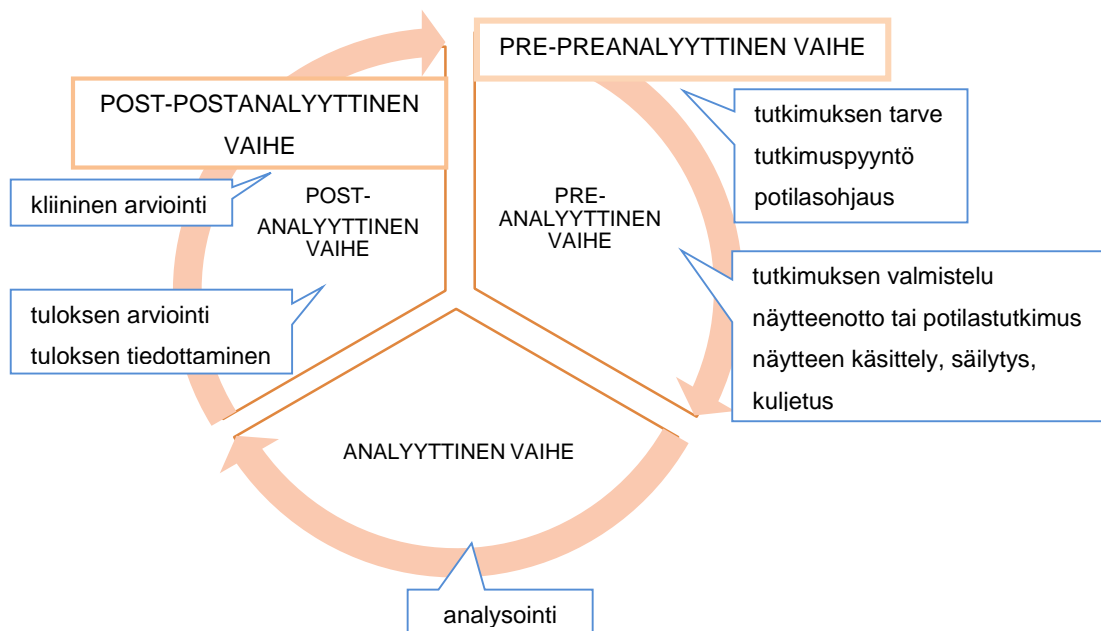 PRE-PREANALYYTTINEN VAIHE
tutkimuksen tarve
tutkimuspyyntö
potilasohjaus
PRE-
ANALYYTTINEN
VAIHE
tutkimuksen valmistelu
näytteenotto tai potilastutkimus
näytteen käsittely, säilytys,
kuljetus
ANALYYTTINEN VAIHE
analysointi
POST-
ANALYYTTINEN
VAIHE
tuloksen arviointi
tuloksen tiedottaminen
POST-POSTANALYYTTINEN
VAIHE
kliininen arviointi